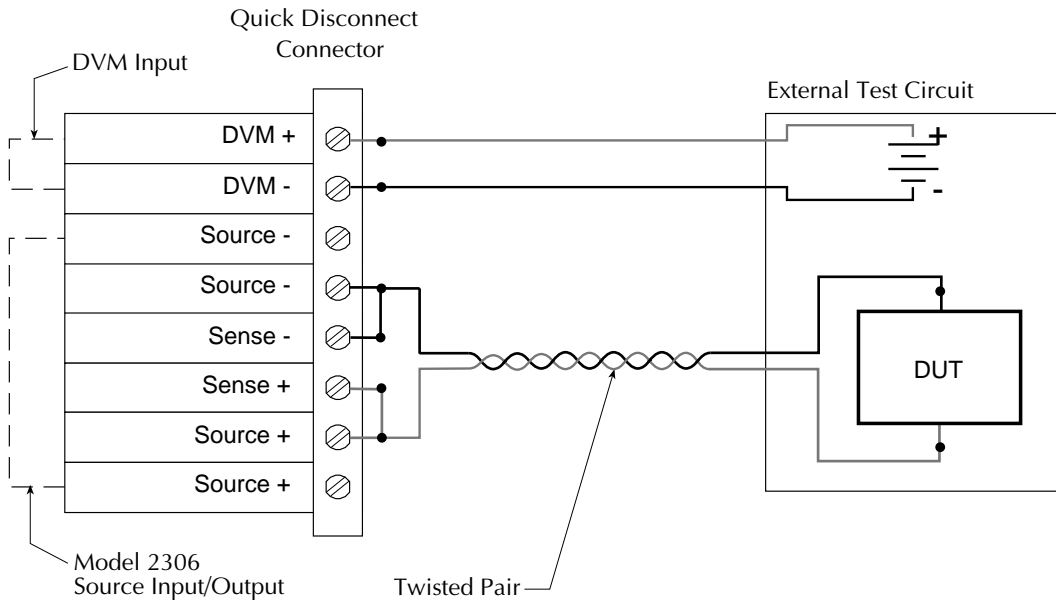 Quick Disconnect
Connector
DVM Input
External Test Circuit
DVM +
+
DVM -
-
Source -
Source -
Sense -
Sense +
DUT
Source +
Source +
Model 2306
Source Input/Output
Twisted Pair